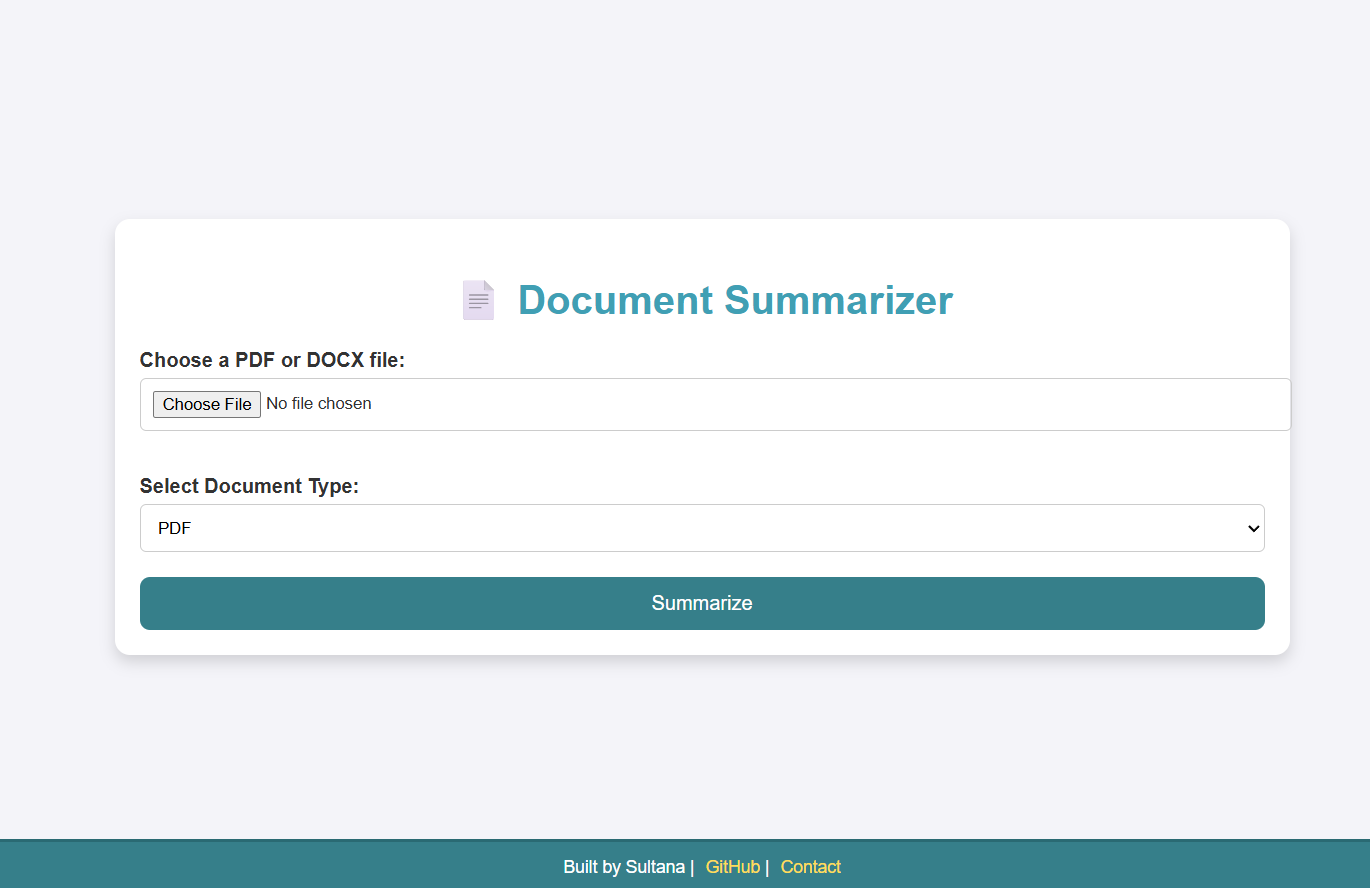 Document Summarizer
Choose a PDF or DOCX file:
Choose File No file chosen
Select Document Type:
PDF
Summarize
Built by Sultana | GitHub | Contact